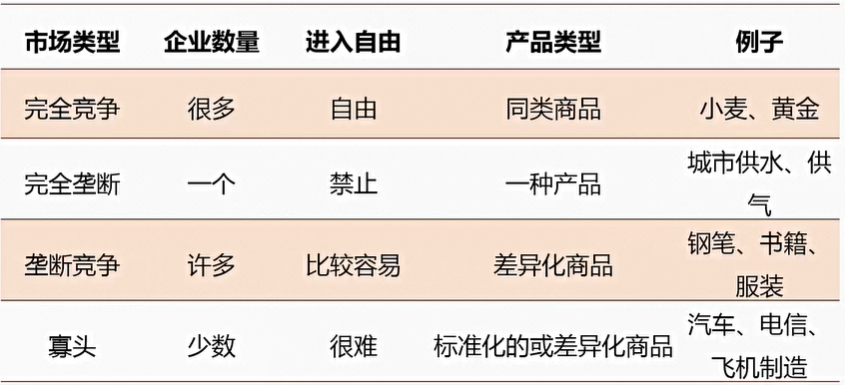 市场类型 企业数量 进入自由 产品类型 例子
完全竞争 很多 自由 同类商品 小麦、黄金
完全垄断 一个 禁止 一种产品 城市供水、供
气
垄断竞争 许多 比较容易 差异化商品 钢笔、书籍、
服装
寡头 少数 很难 标准化的或差异化商品 汽车、电信、
飞机制造